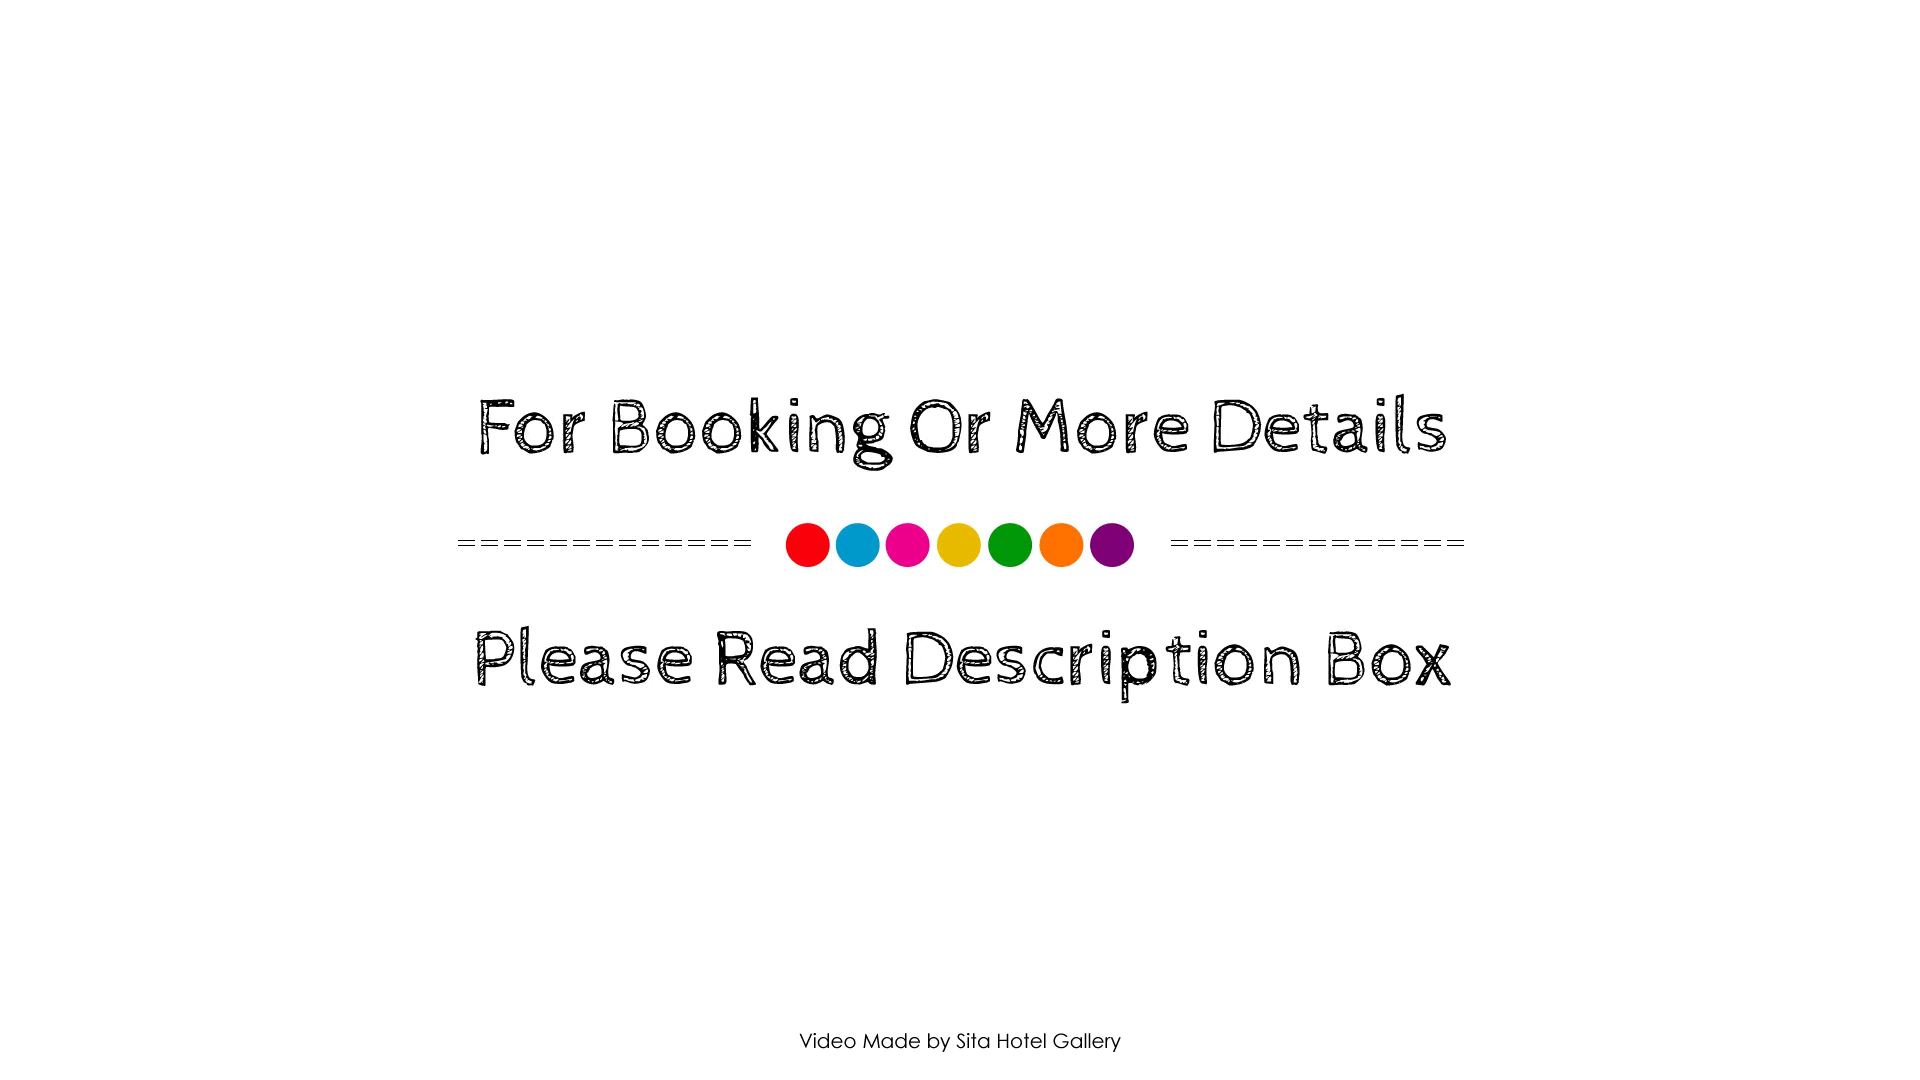 For Booking Or More Details
============= =============
Please Read Description Box
Video Made by Sita Hotel Gallery